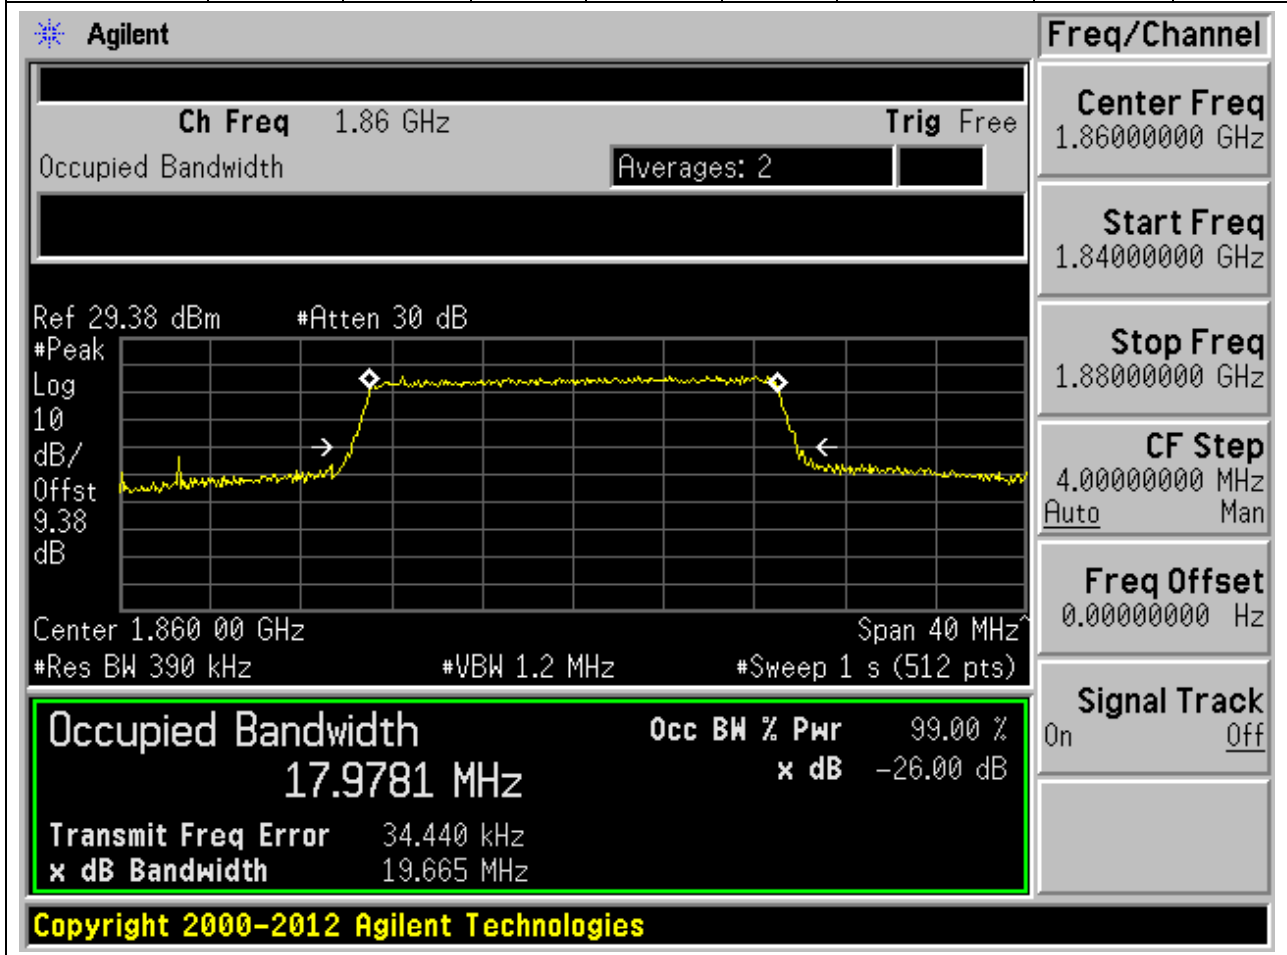 Agilent
Freq/Channel
Ch Freq 1.86 GHz Trig Free
Occupied Bandwidth Averages: 2
Center Freq
1.86000000 GHz
Start Freq
1.84000000 GHz
Stop Freq
1.88000000 GHz
CF Step
4.00000000 MHz
Auto Man
Freq Offset
0.00000000 Hz
Signal Track
On Off
Ref 29.38 dBm #Atten 30 dB
#Peak
Log
10
dB/
Offst
9.38
dB
Center 1.860 00 GHz Span 40 MHz^
#Res BW 390 kHz #VBW 1.2 MHz #Sweep 1 s (512 pts)
Occupied Bandwidth Occ BW % Pwr 99.00 %
17.9781 MHz x dB -26.00 dB
Transmit Freq Error 34.440 kHz
x dB Bandwidth 19.665 MHz
Copyright 2000-2012 Agilent Technologies